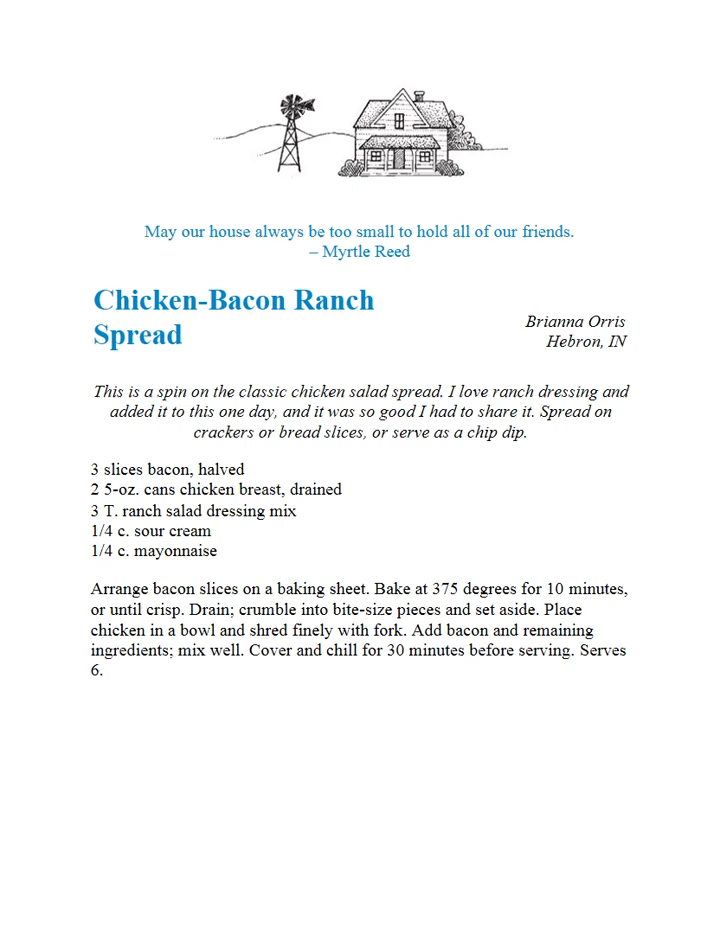 May our house always be too small to hold all of our friends.
– Myrtle Reed
Chicken-Bacon Ranch
Spread
Brianna Orris
Hebron, IN
This is a spin on the classic chicken salad spread. I love ranch dressing and
added it to this one day, and it was so good I had to share it. Spread on
crackers or bread slices, or serve as a chip dip.
3 slices bacon, halved
2 5-oz. cans chicken breast, drained
3 T. ranch salad dressing mix
1/4 c. sour cream
1/4 c. mayonnaise
Arrange bacon slices on a baking sheet. Bake at 375 degrees for 10 minutes,
or until crisp. Drain; crumble into bite-size pieces and set aside. Place
chicken in a bowl and shred finely with fork. Add bacon and remaining
ingredients; mix well. Cover and chill for 30 minutes before serving. Serves
6.